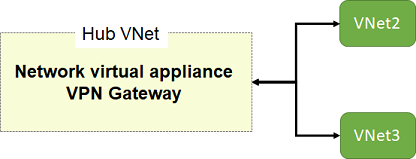 Hub VNet
Network virtual appliance
VPN Gateway
VNet2
VNet3